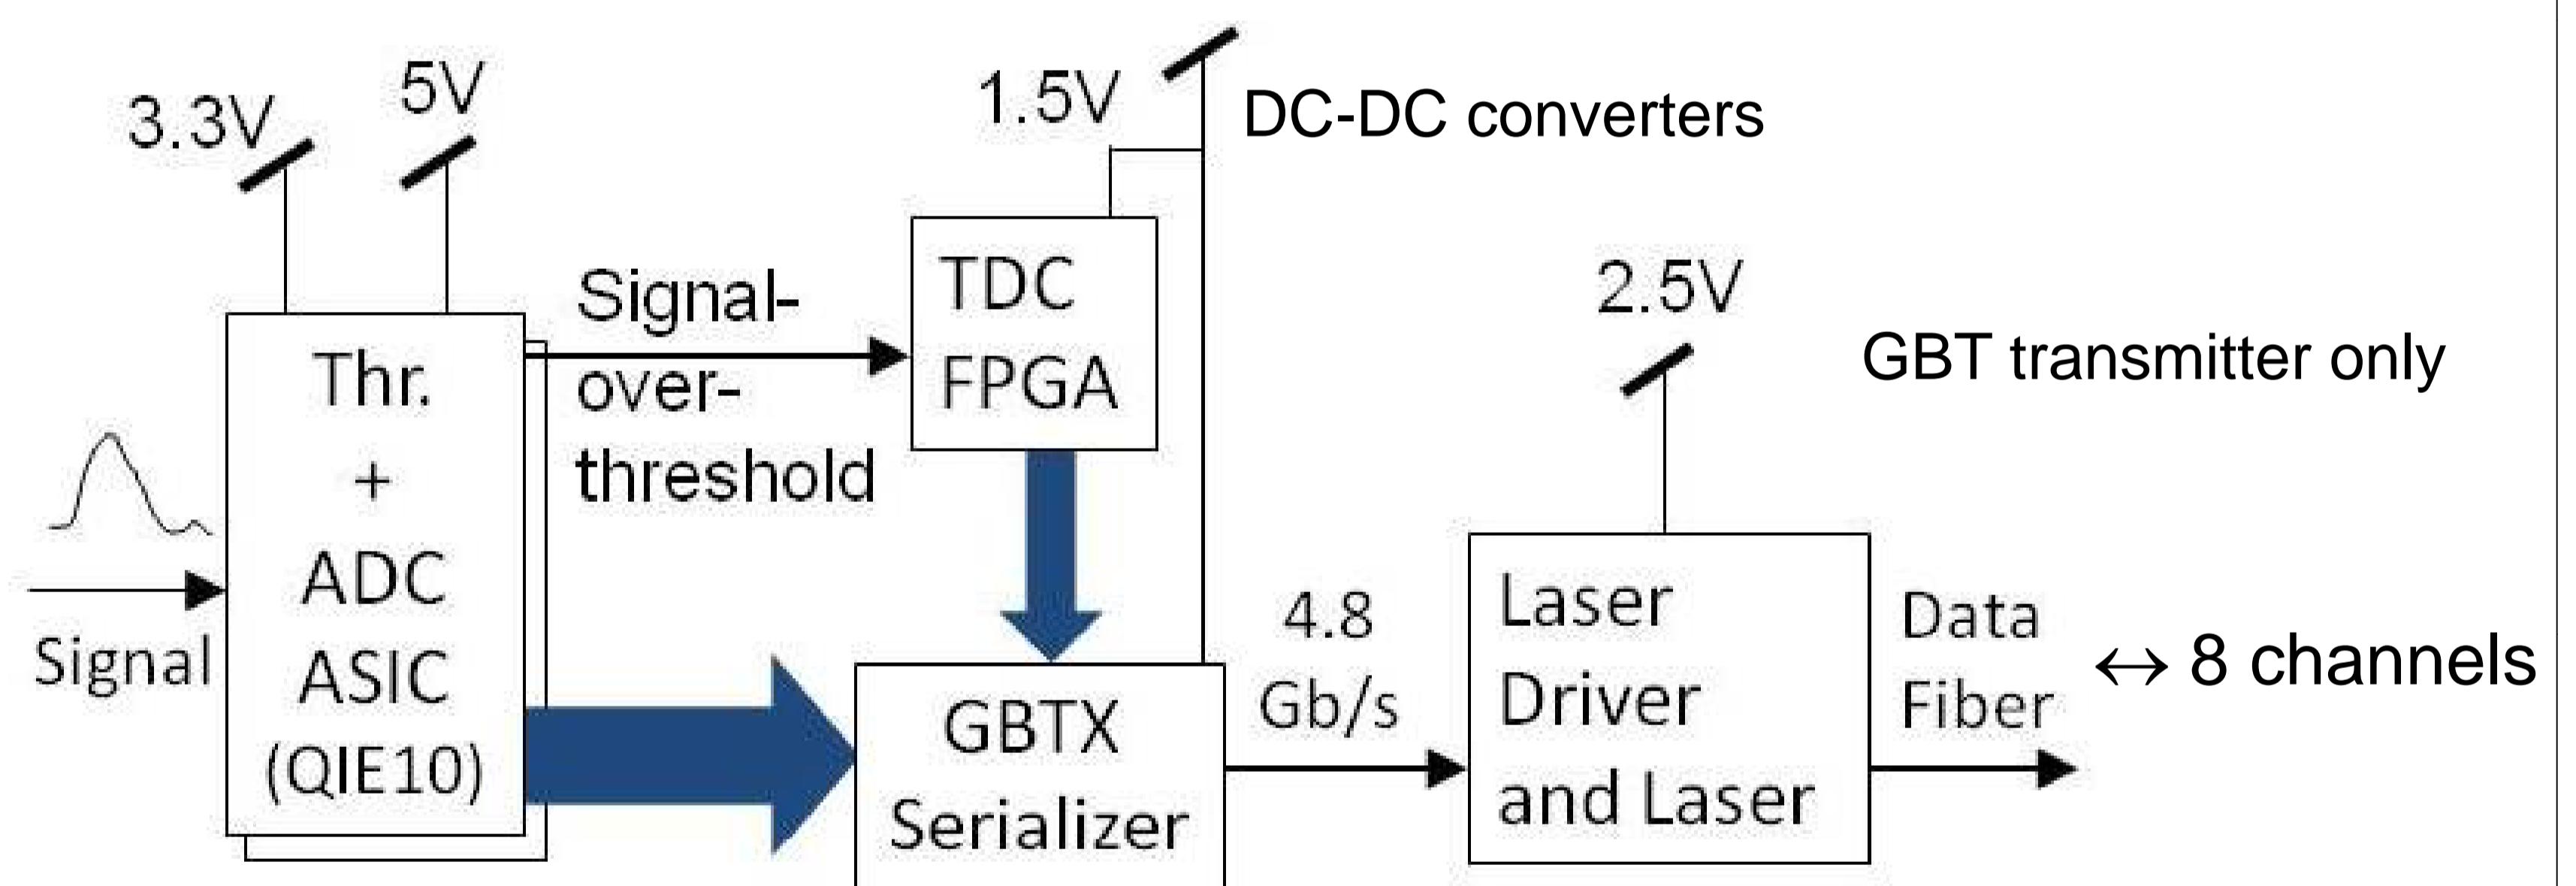 3.3V
5V
1.5V
DC-DC converters
Signal
Thr.
+
ADC
ASIC
(QIE10)
Signal-
over-
threshold
TDC
FPGA
GBTX
Serializer
4.8
Gb/s
2.5V
GBT transmitter only
Laser
Driver
and Laser
Data
Fiber
↔ 8 channels